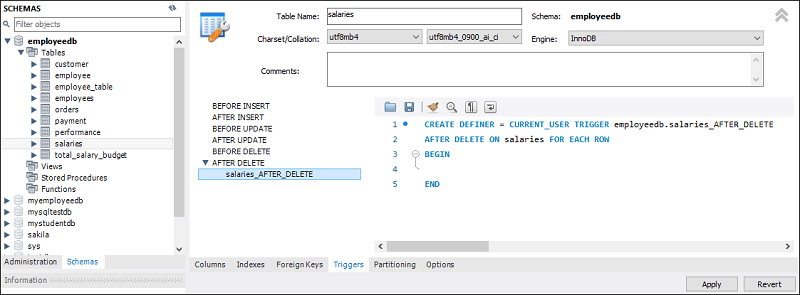 SCHEMAS
Filter objects
employeedb
Tables
customer
employee
employee_table
employees
orders
payment
performance
salaries
total_salary_budget
Views
Stored Procedures
Functions
myemployeedb
mysqltestdb
mystudentdb
sakila
sys
Administration Schemas
Information
Table Name: salaries Schema: employeedb
Charset/Collation: utf8mb4 utf8mb4_0900_ai_ci Engine: InnoDB
Comments:
BEFORE INSERT
AFTER INSERT
BEFORE UPDATE
AFTER UPDATE
BEFORE DELETE
AFTER DELETE
salaries_AFTER_DELETE
1 CREATE DEFINER = CURRENT_USER TRIGGER employeedb.salaries_AFTER_DELETE
2 AFTER DELETE ON salaries FOR EACH ROW
3 BEGIN
4
5 END
Columns Indexes Foreign Keys Triggers Partitioning Options
Apply Revert